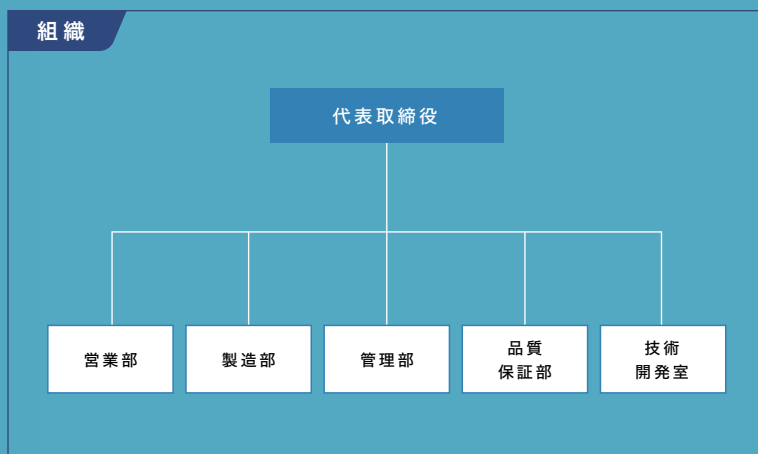 組織
代表取締役
営業部
製造部
管理部
品質
保証部
技術
開発室